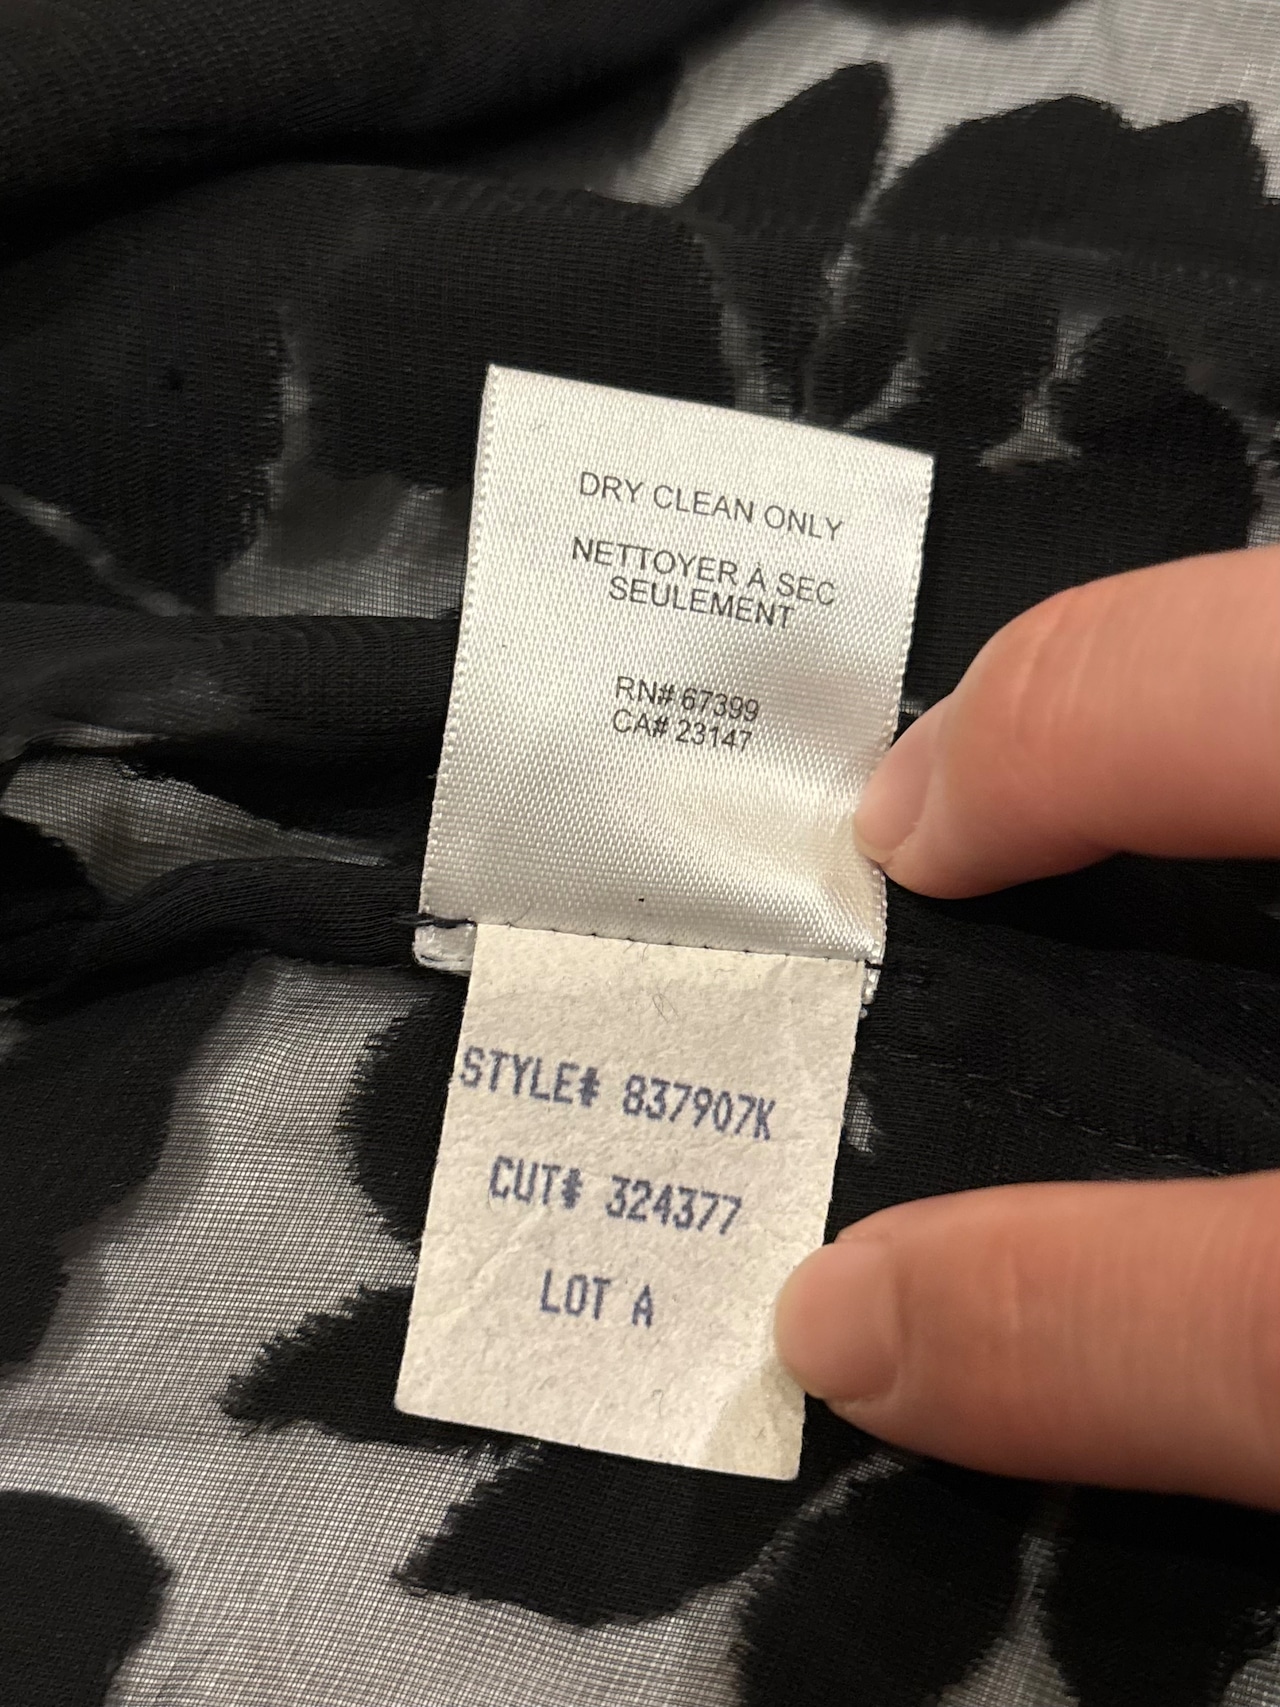 DRY CLEAN ONLY
NETTOYER A SEC
SEULEMENT
RN# 67399
CA# 23147
STYLE# 837907K
CUT# 324377
LOT A